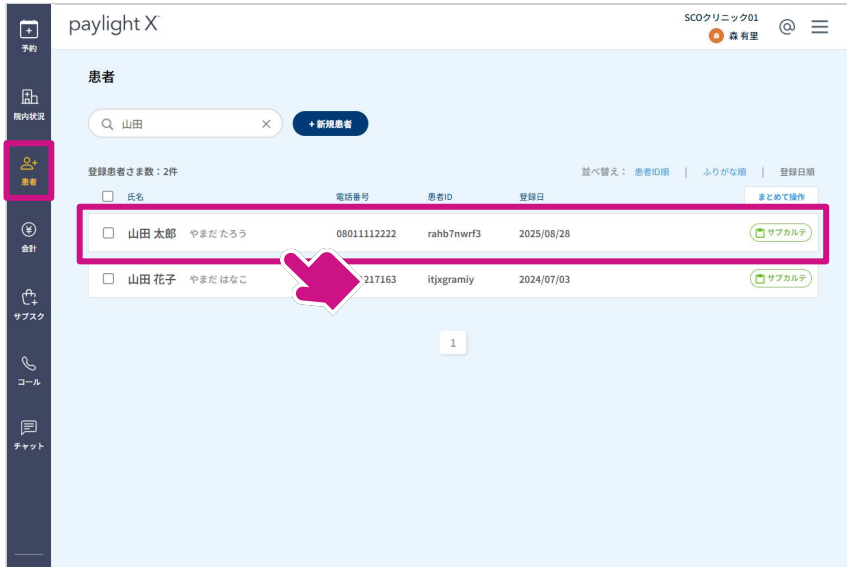 paylight X
SCOクリニック01
森 有里
予約
院内状況
患者
会計
サブスク
コール
チャット
患者
山田
+ 新規患者
登録患者さま数：2件
並べ替え： 患者ID順 | ふりがな順 | 登録日順
氏名 電話番号 患者ID 登録日 まとめて操作
山田 太郎 やまだ たろう 08011112222 rahb7nwrf3 2025/08/28 サブカルテ
山田 花子 やまだ はなこ 217163 itjxgramiy 2024/07/03 サブカルテ
1